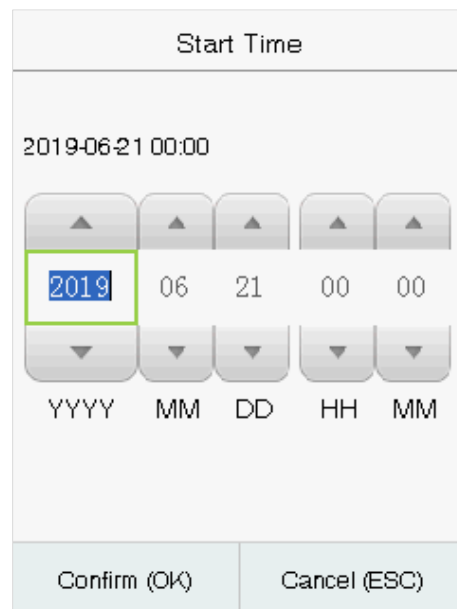 Start Time
2019-06-21 00:00
2019 06 21 00 00
YYYY MM DD HH MM
Confirm (OK) Cancel (ESC)